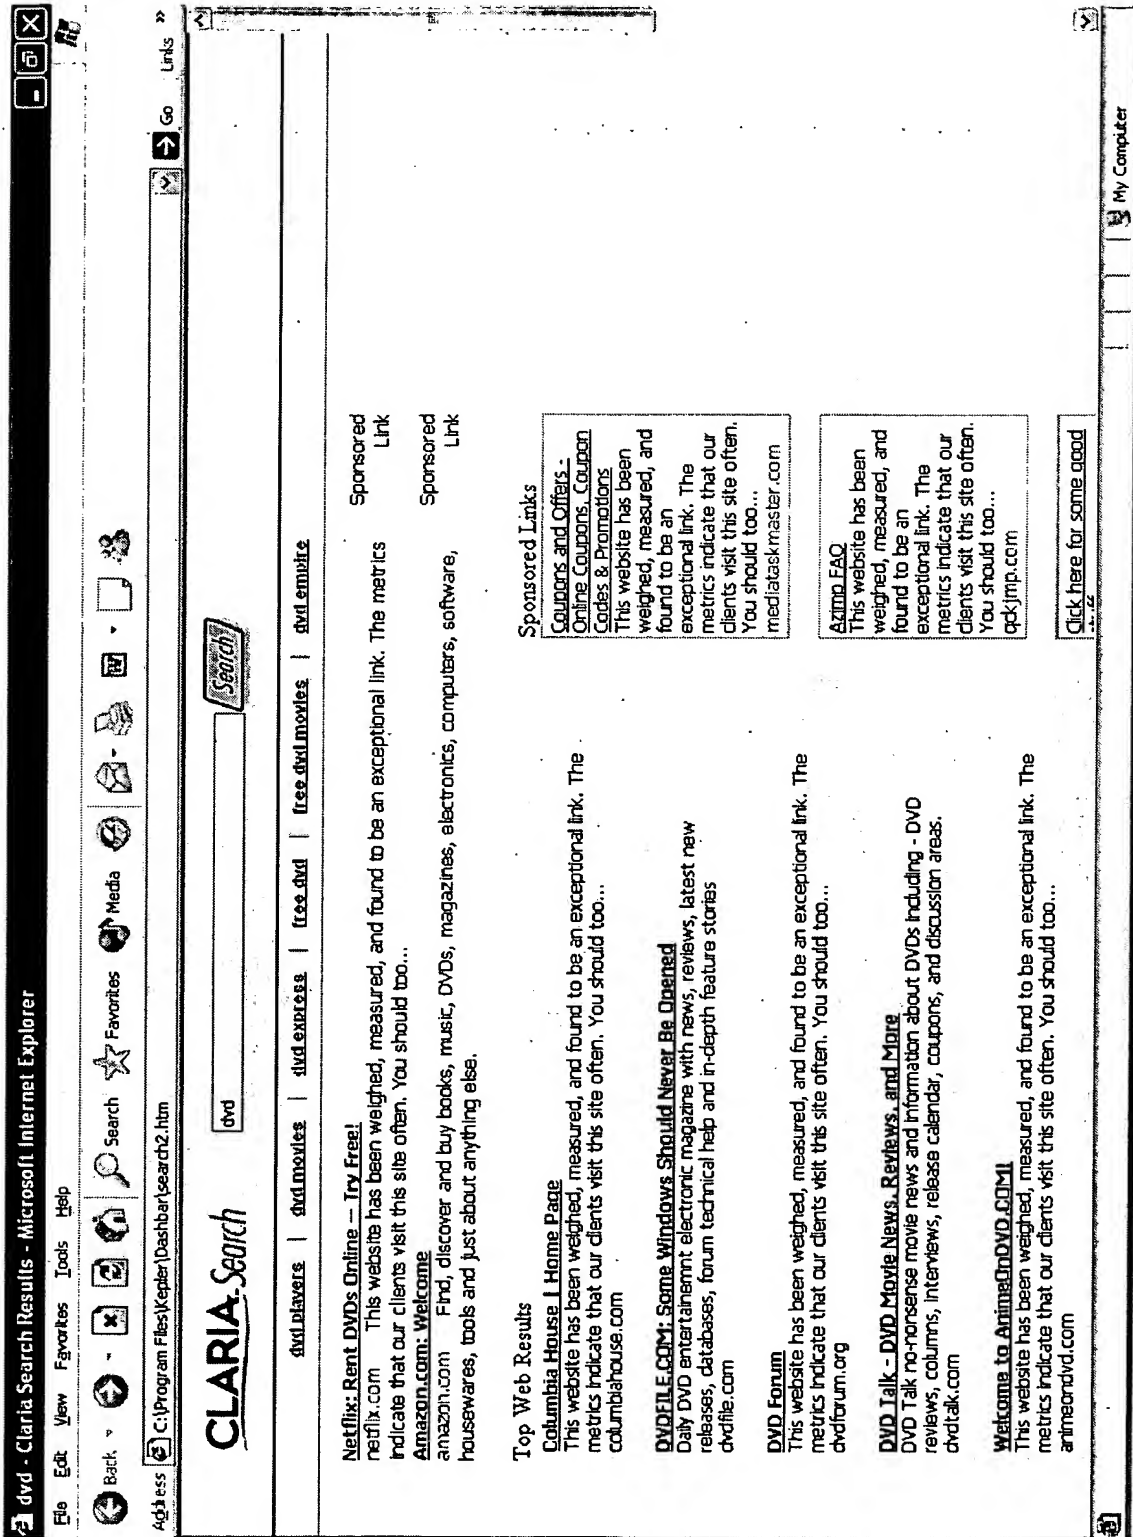 dvd - Claria Search Results - Microsoft Internet Explorer
File Edit View Favorites Tools Help
Back Search Favorites Media
Address C:\Program Files\Kepler\Dashbar\search2.htm Go Links »
CLARIA Search dvd Search
dvd players | dvd movies | dvd express | free dvd | free dvd movies | dvd empire
Netflix: Rent DVDs Online — Try Free! Sponsored Link
netflix.com This website has been weighed, measured, and found to be an exceptional link. The metrics
indicate that our clients visit this site often. You should too...
Amazon.com: Welcome Sponsored Link
amazon.com Find, discover and buy books, music, DVDs, magazines, electronics, computers, software,
housewares, tools and just about anything else.
Top Web Results
Columbia House | Home Page
This website has been weighed, measured, and found to be an exceptional link. The
metrics indicate that our clients visit this site often. You should too...
columbiahouse.com
DVDFILE.COM: Some Windows Should Never Be Opened
Daily DVD entertainemnt electronic magazine with news, reviews, latest new
releases, databases, forum technical help and in-depth feature stories
dvdfile.com
DVD Forum
This website has been weighed, measured, and found to be an exceptional link. The
metrics indicate that our clients visit this site often. You should too...
dvdforum.org
DVD Talk - DVD Movie News, Reviews, and More
DVD Talk no-nonsense movie news and information about DVDs including - DVD
reviews, columns, interviews, release calendar, coupons, and discussion areas.
dvdtalk.com
Welcome to AnimeOnDVD.COM!
This website has been weighed, measured, and found to be an exceptional link. The
metrics indicate that our clients visit this site often. You should too...
animeondvd.com
Sponsored Links
Coupons and Offers -
Online Coupons, Coupon
Codes & Promotions
This website has been
weighed, measured, and
found to be an
exceptional link. The
metrics indicate that our
clients visit this site often.
You should too...
mediataskmaster.com
Azimp FAQ
This website has been
weighed, measured, and
found to be an
exceptional link. The
metrics indicate that our
clients visit this site often.
You should too...
qckjmp.com
Click here for some good
My Computer